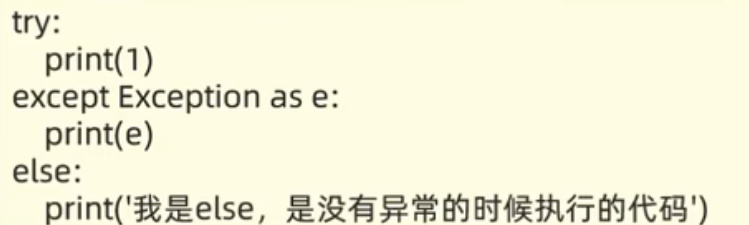 try:
    print(1)
except Exception as e:
    print(e)
else:
    print('我是else，是没有异常的时候执行的代码')